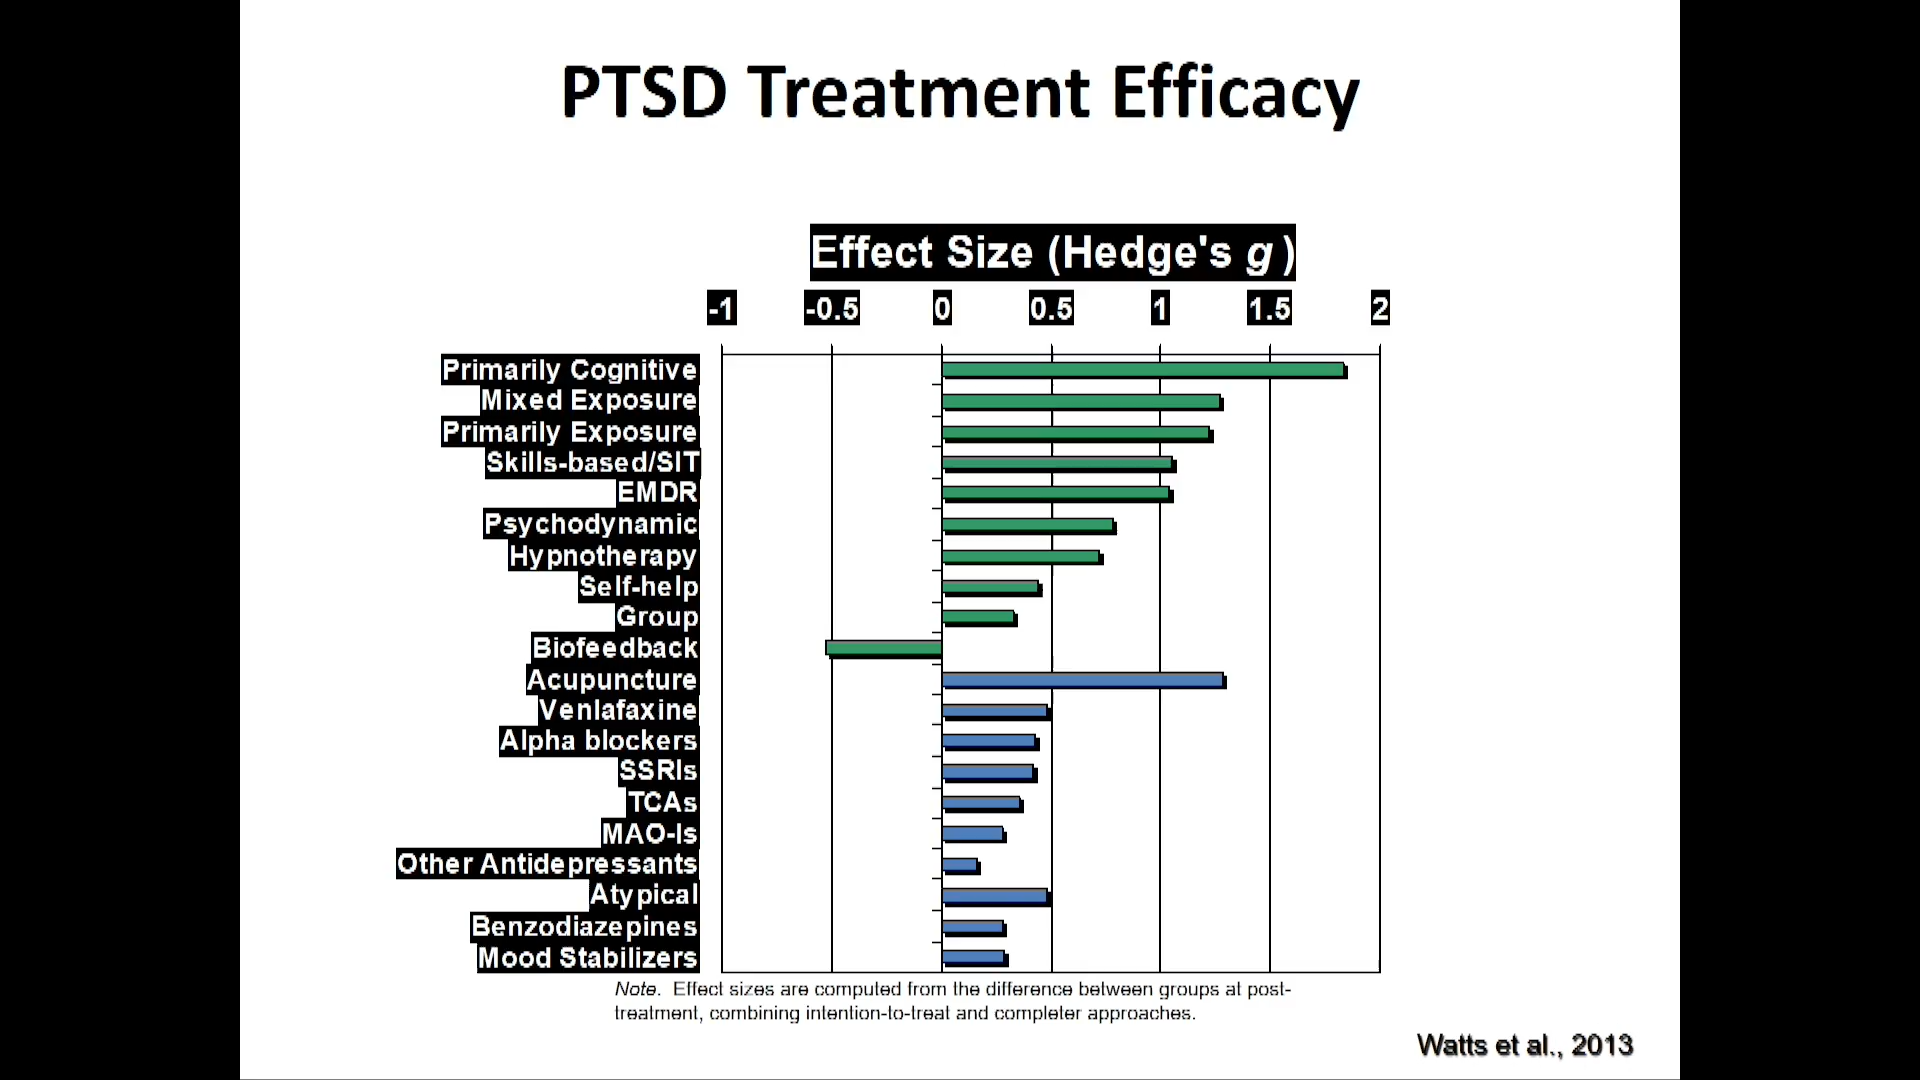 PTSD Treatment Efficacy
Effect Size (Hedge's g )
-1 -0.5 0 0.5 1 1.5 2
Primarily Cognitive
Mixed Exposure
Primarily Exposure
Skills-based/SIT
EMDR
Psychodynamic
Hypnotherapy
Self-help
Group
Biofeedback
Acupuncture
Venlafaxine
Alpha blockers
SSRIs
TCAs
MAO-Is
Other Antidepressants
Atypical
Benzodiazepines
Mood Stabilizers
Note. Effect sizes are computed from the difference between groups at post-
treatment, combining intention-to-treat and completer approaches.
Watts et al., 2013